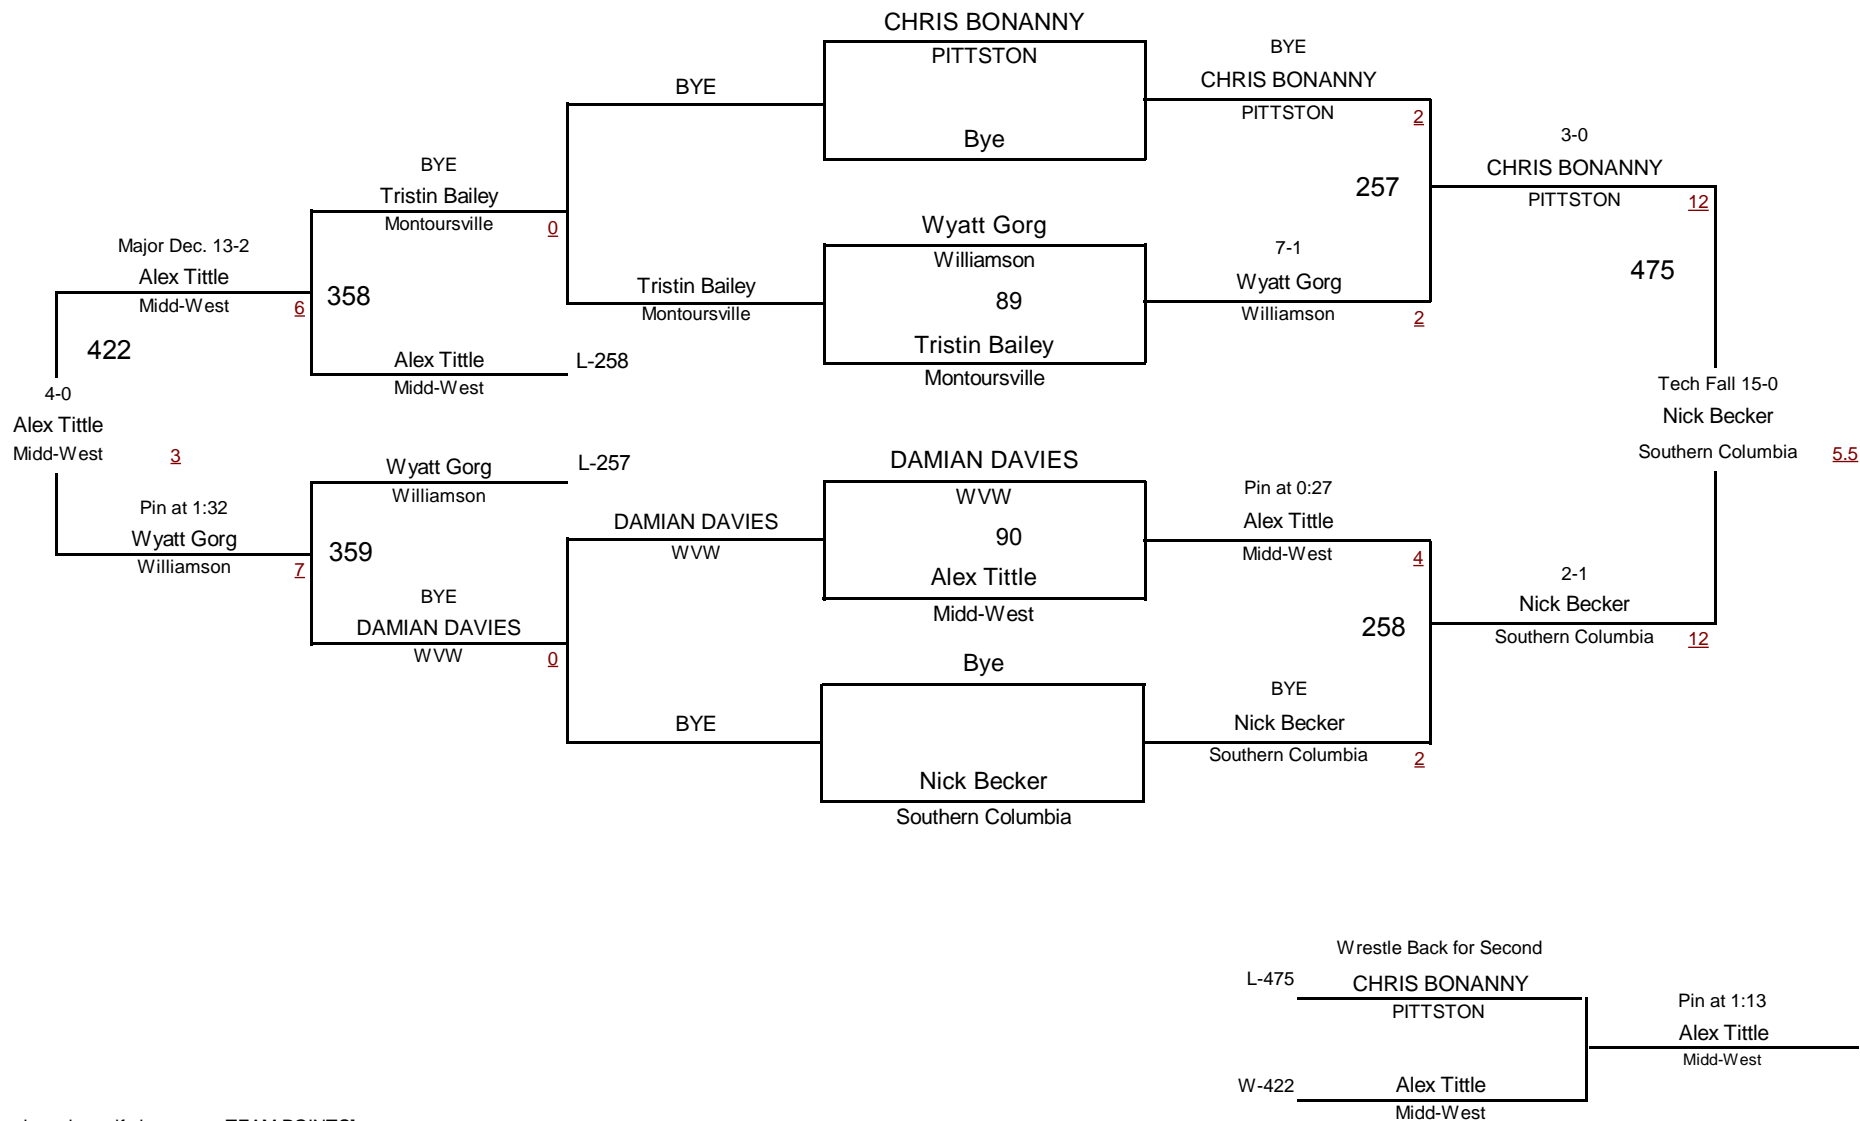 CHRIS BONANNY
PITTSTON
Bye
BYE
BYE
CHRIS BONANNY
PITTSTON
2
3-0
CHRIS BONANNY
PITTSTON
12
257
475
BYE
Tristin Bailey
Montoursville
0
Major Dec. 13-2
Alex Tittle
Midd-West
6
358
Tristin Bailey
Montoursville
Wyatt Gorg
Williamson
89
Tristin Bailey
Montoursville
7-1
Wyatt Gorg
Williamson
2
422
Alex Tittle
Midd-West
L-258
4-0
Alex Tittle
Midd-West
3
Tech Fall 15-0
Nick Becker
Southern Columbia
5.5
Wyatt Gorg
Williamson
L-257
DAMIAN DAVIES
WVW
90
Alex Tittle
Midd-West
Pin at 0:27
Alex Tittle
Midd-West
4
Pin at 1:32
Wyatt Gorg
Williamson
7
359
DAMIAN DAVIES
WVW
BYE
DAMIAN DAVIES
WVW
0
258
2-1
Nick Becker
Southern Columbia
12
BYE
Bye
Nick Becker
Southern Columbia
BYE
Nick Becker
Southern Columbia
2
Wrestle Back for Second
L-475
CHRIS BONANNY
PITTSTON
Pin at 1:13
Alex Tittle
Midd-West
W-422
Alex Tittle
Midd-West